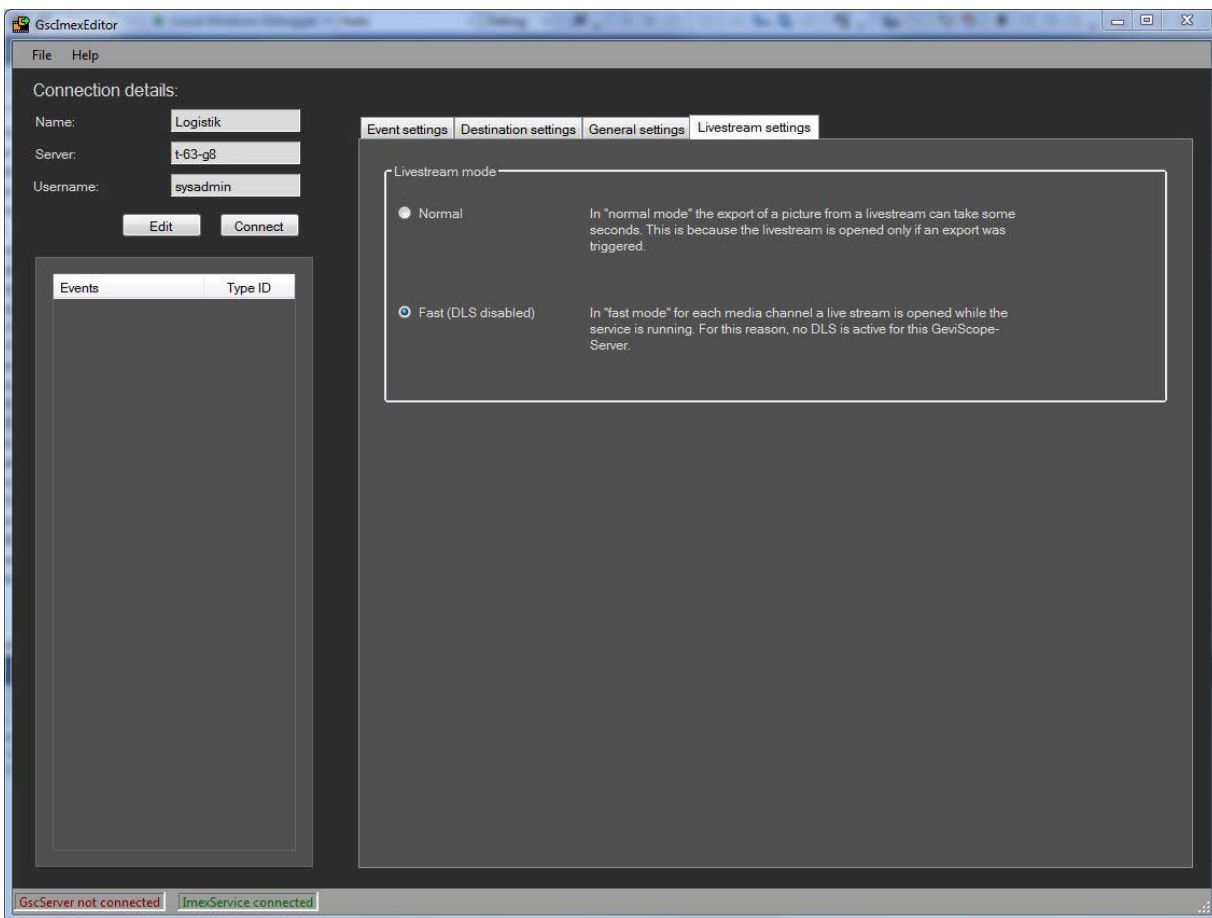 GscImexEditor
File Help
Connection details:
Name: Logistik
Server: t-63-g8
Username: sysadmin
Edit Connect
Events Type ID
Event settings Destination settings General settings Livestream settings
Livestream mode
Normal
In "normal mode" the export of a picture from a livestream can take some
seconds. This is because the livestream is opened only if an export was
triggered.
Fast (DLS disabled)
In "fast mode" for each media channel a live stream is opened while the
service is running. For this reason, no DLS is active for this GeviScope-
Server.
GscServer not connected ImexService connected